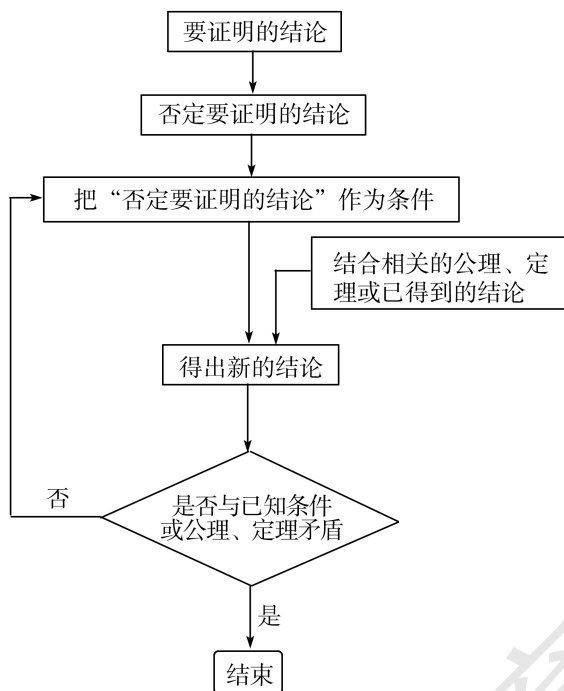 要证明的结论
否定要证明的结论
把“否定要证明的结论”作为条件
结合相关的公理、定
理或已得到的结论
得出新的结论
是否与已知条件
或公理、定理矛盾
否
是
结束